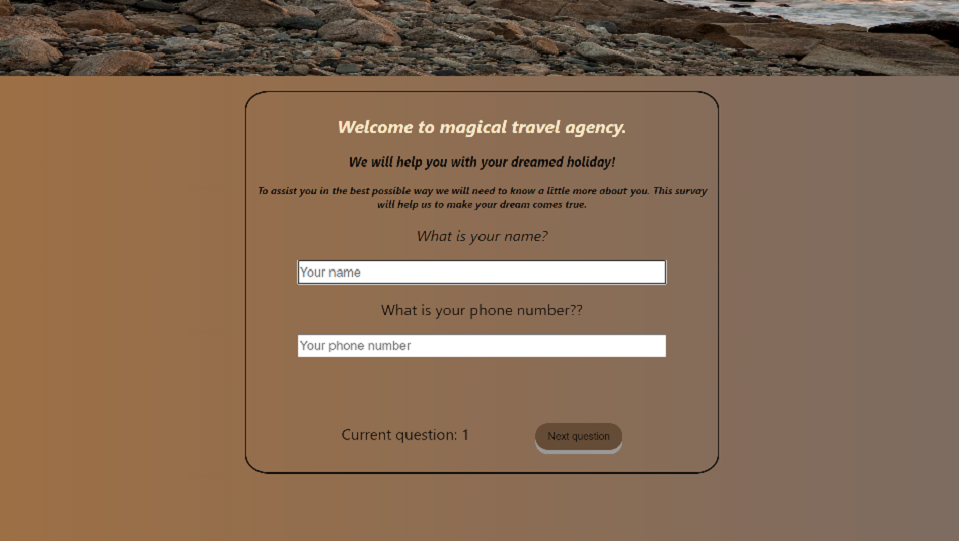 Welcome to magical travel agency.
We will help you with your dreamed holiday!
To assist you in the best possible way we will need to know a little more about you. This survay
will help us to make your dream comes true.
What is your name?
Your name
What is your phone number??
Your phone number
Current question: 1
Next question